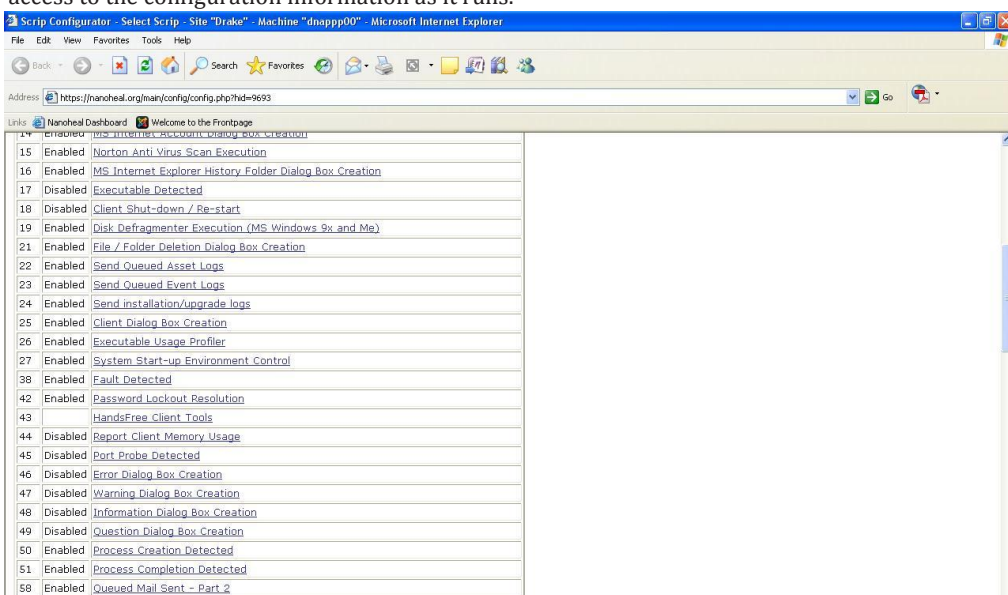 access to the configuration information as it runs.
Scrip Configurator - Select Scrip - Site "Drake" - Machine "dnappp00" - Microsoft Internet Explorer
File Edit View Favorites Tools Help
Back Search Favorites
Address https://nanoheal.org/main/config/config.php?hid=9693 Go
Links Nanoheal Dashboard Welcome to the Frontpage
14 Enabled MS Internet Account Dialog Box Creation
15 Enabled Norton Anti Virus Scan Execution
16 Enabled MS Internet Explorer History Folder Dialog Box Creation
17 Disabled Executable Detected
18 Disabled Client Shut-down / Re-start
19 Enabled Disk Defragmenter Execution (MS Windows 9x and Me)
21 Enabled File / Folder Deletion Dialog Box Creation
22 Enabled Send Queued Asset Logs
23 Enabled Send Queued Event Logs
24 Enabled Send installation/upgrade logs
25 Enabled Client Dialog Box Creation
26 Enabled Executable Usage Profiler
27 Enabled System Start-up Environment Control
38 Enabled Fault Detected
42 Enabled Password Lockout Resolution
43 HandsFree Client Tools
44 Disabled Report Client Memory Usage
45 Disabled Port Probe Detected
46 Disabled Error Dialog Box Creation
47 Disabled Warning Dialog Box Creation
48 Disabled Information Dialog Box Creation
49 Disabled Question Dialog Box Creation
50 Enabled Process Creation Detected
51 Enabled Process Completion Detected
58 Enabled Queued Mail Sent - Part 2